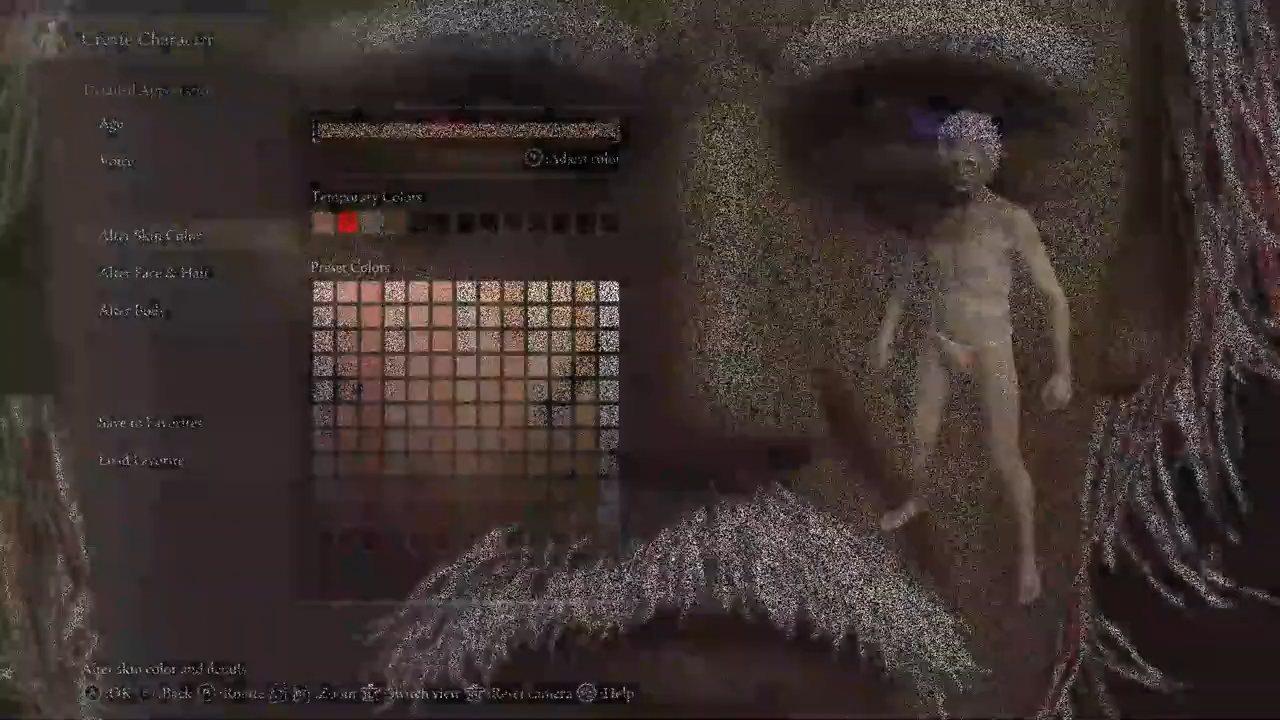 Create Character
Detailed Appearance
Age
Voice
Alter Skin Color
Alter Face & Hair
Alter Body
Save to Favorites
Load Favorite
:Adjust color
Temporary Colors
Preset Colors
Alter skin color and details
:OK :Back :Rotate :Zoom :Switch view :Reset camera :Help